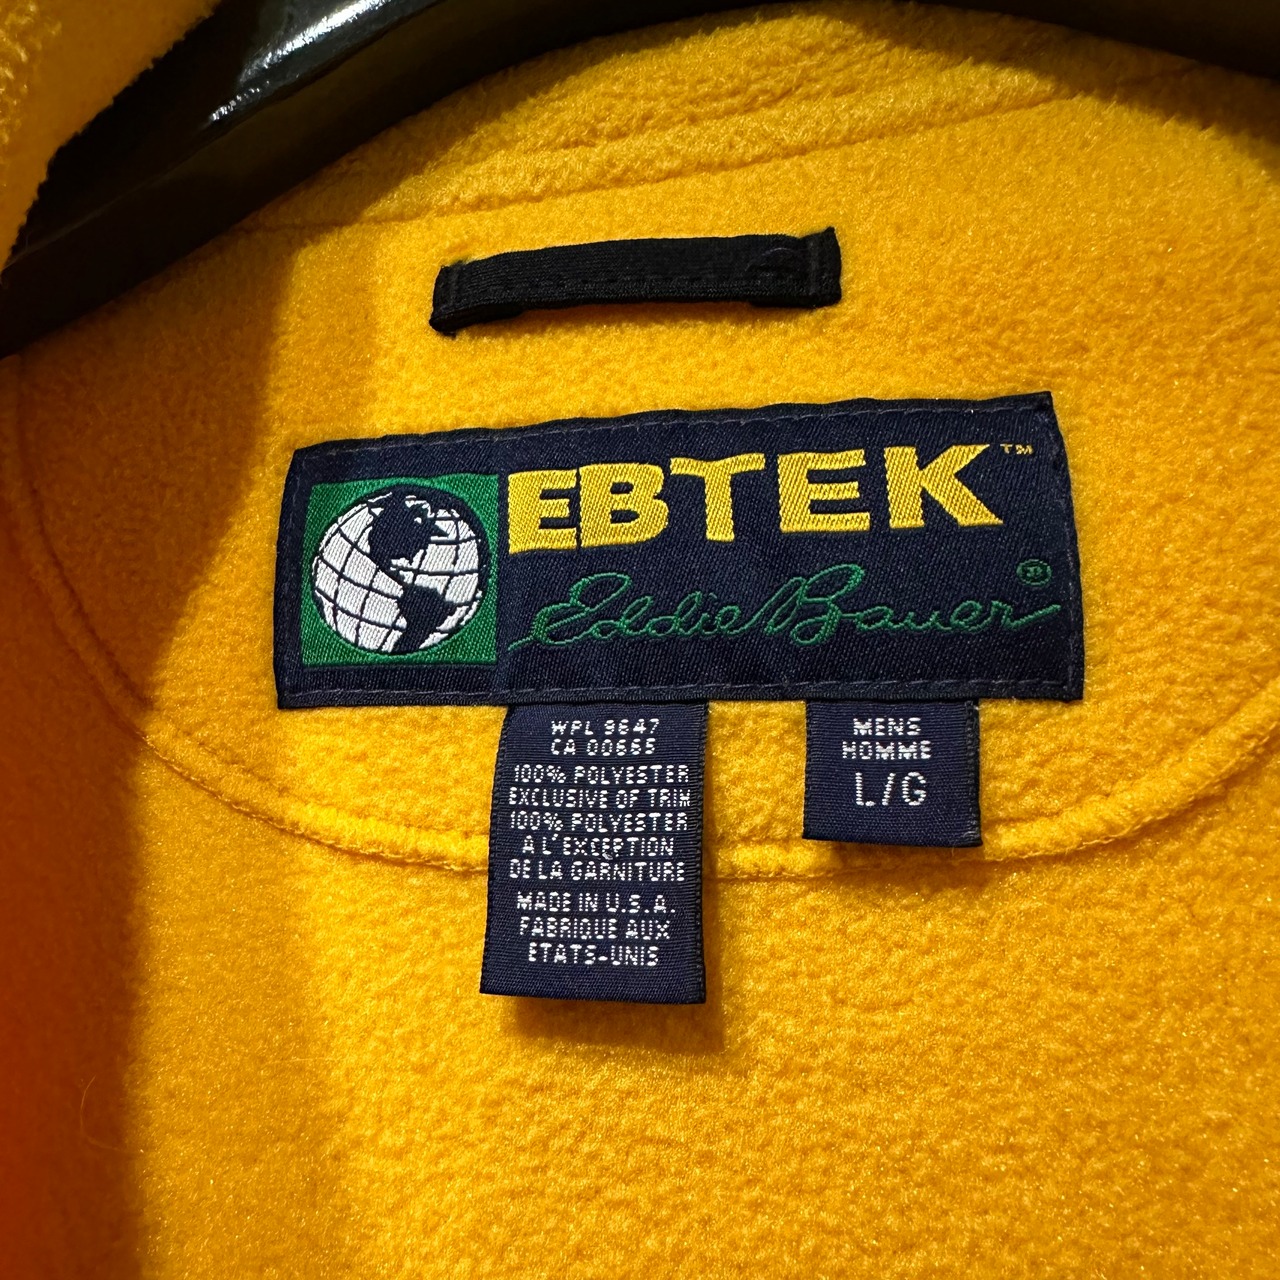 EBTEK™
Eddie Bauer®
WPL 9647
CA 00665
100% POLYESTER
EXCLUSIVE OF TRIM
100% POLYESTER
A L'EXCEPTION
DE LA GARNITURE
MADE IN U.S.A.
FABRIQUE AUX
ETATS-UNIS
MENS
HOMME
L/G